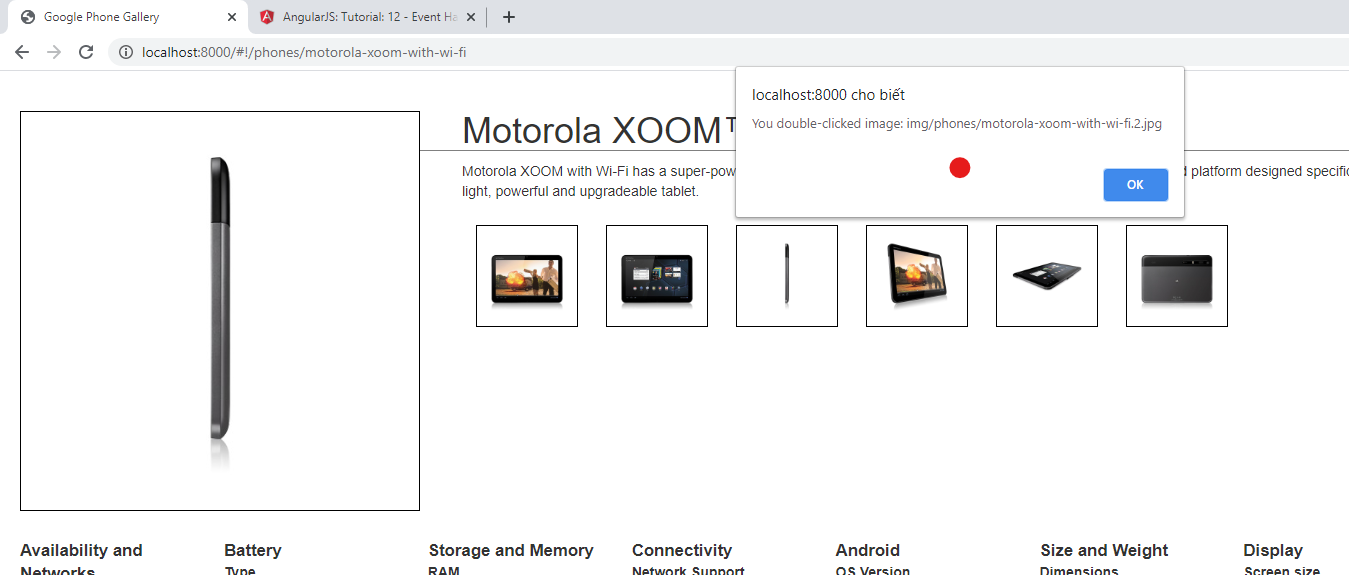 Google Phone Gallery
AngularJS: Tutorial: 12 - Event Ha
localhost:8000/#!/phones/motorola-xoom-with-wi-fi
localhost:8000 cho biết
You double-clicked image: img/phones/motorola-xoom-with-wi-fi.2.jpg
OK
Motorola XOOM™
Motorola XOOM with Wi-Fi has a super-pow d platform designed specific
light, powerful and upgradeable tablet.
Availability and Networks
Battery
Type
Storage and Memory
RAM
Connectivity
Network Support
Android
OS Version
Size and Weight
Dimensions
Display
Screen size